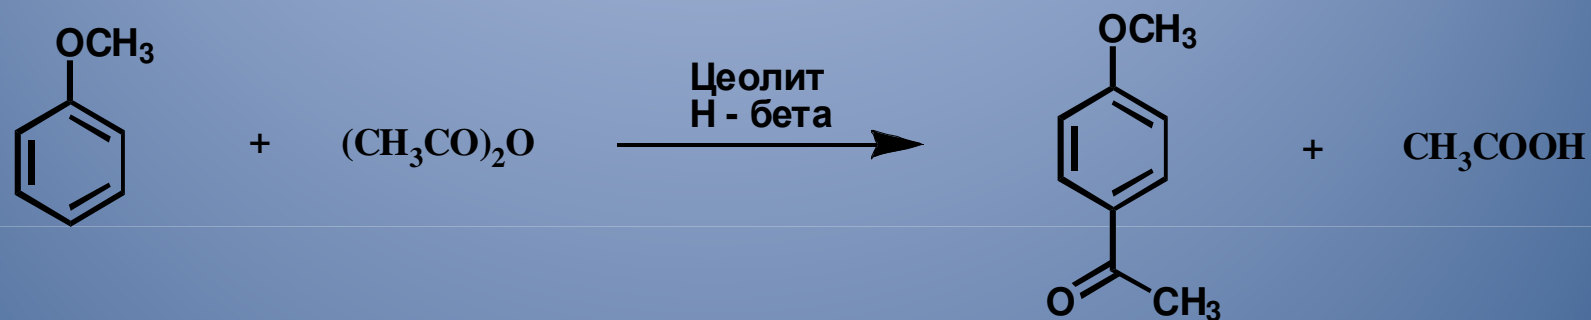 OCH₃
+
(CH₃CO)₂O
Цеолит
Н - бета
OCH₃
O
CH₃
+
CH₃COOH